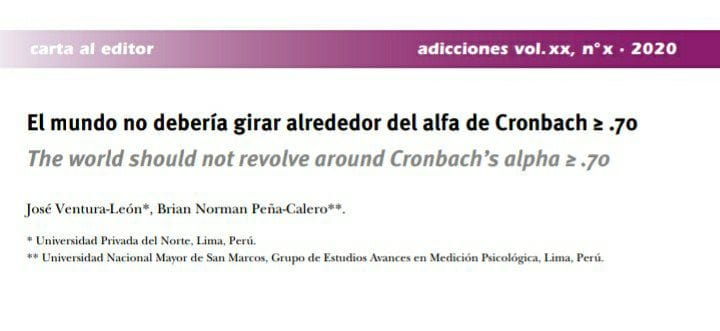 carta al editor
adicciones vol. xx, n° x · 2020
El mundo no debería girar alrededor del alfa de Cronbach ≥ .70
The world should not revolve around Cronbach's alpha ≥ .70
José Ventura-León*, Brian Norman Peña-Calero**.
* Universidad Privada del Norte, Lima, Perú.
** Universidad Nacional Mayor de San Marcos, Grupo de Estudios Avances en Medición Psicológica, Lima, Perú.